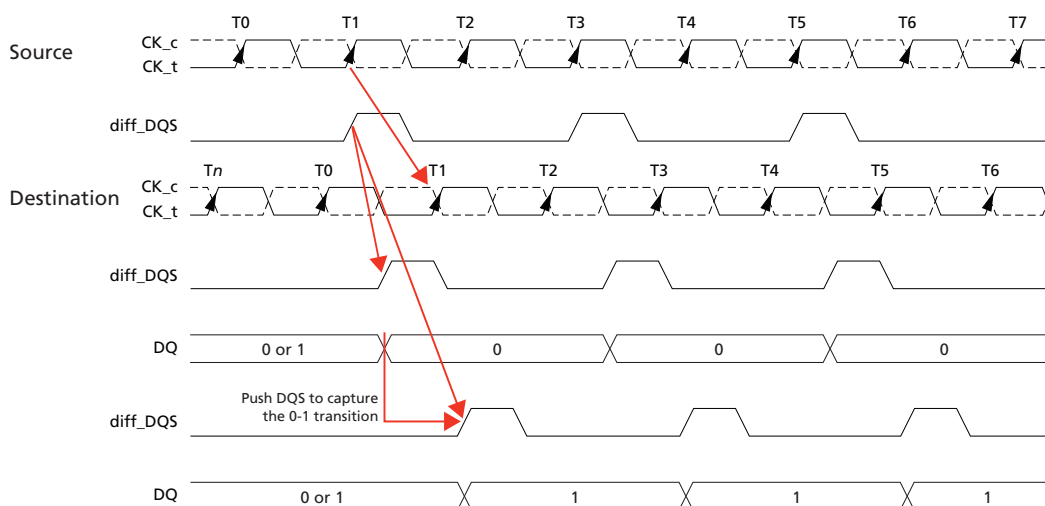 T0 T1 T2 T3 T4 T5 T6 T7
Source
CK_c
CK_t
diff_DQS
Tn T0 T1 T2 T3 T4 T5 T6
Destination
CK_c
CK_t
diff_DQS
DQ 0 or 1 0 0 0
Push DQS to capture
the 0-1 transition
diff_DQS
DQ 0 or 1 1 1 1